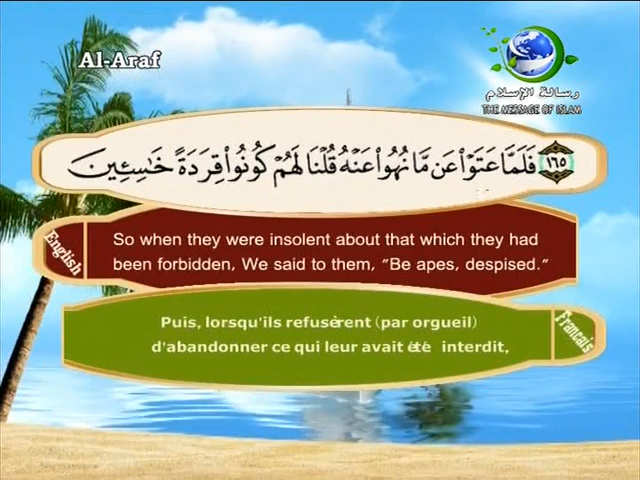 Al-Araf
رسالة الإسلام
THE MESSAGE OF ISLAM
١٦٥ فَلَمَّا عَتَوْا۟ عَن مَّا نُهُوا۟ عَنْهُ قُلْنَا لَهُمْ كُونُوا۟ قِرَدَةً خَـٰسِـِٔينَ
English
So when they were insolent about that which they had
been forbidden, We said to them, "Be apes, despised."
Puis, lorsqu'ils refusèrent (par orgueil)
d'abandonner ce qui leur avait été interdit,
Francais